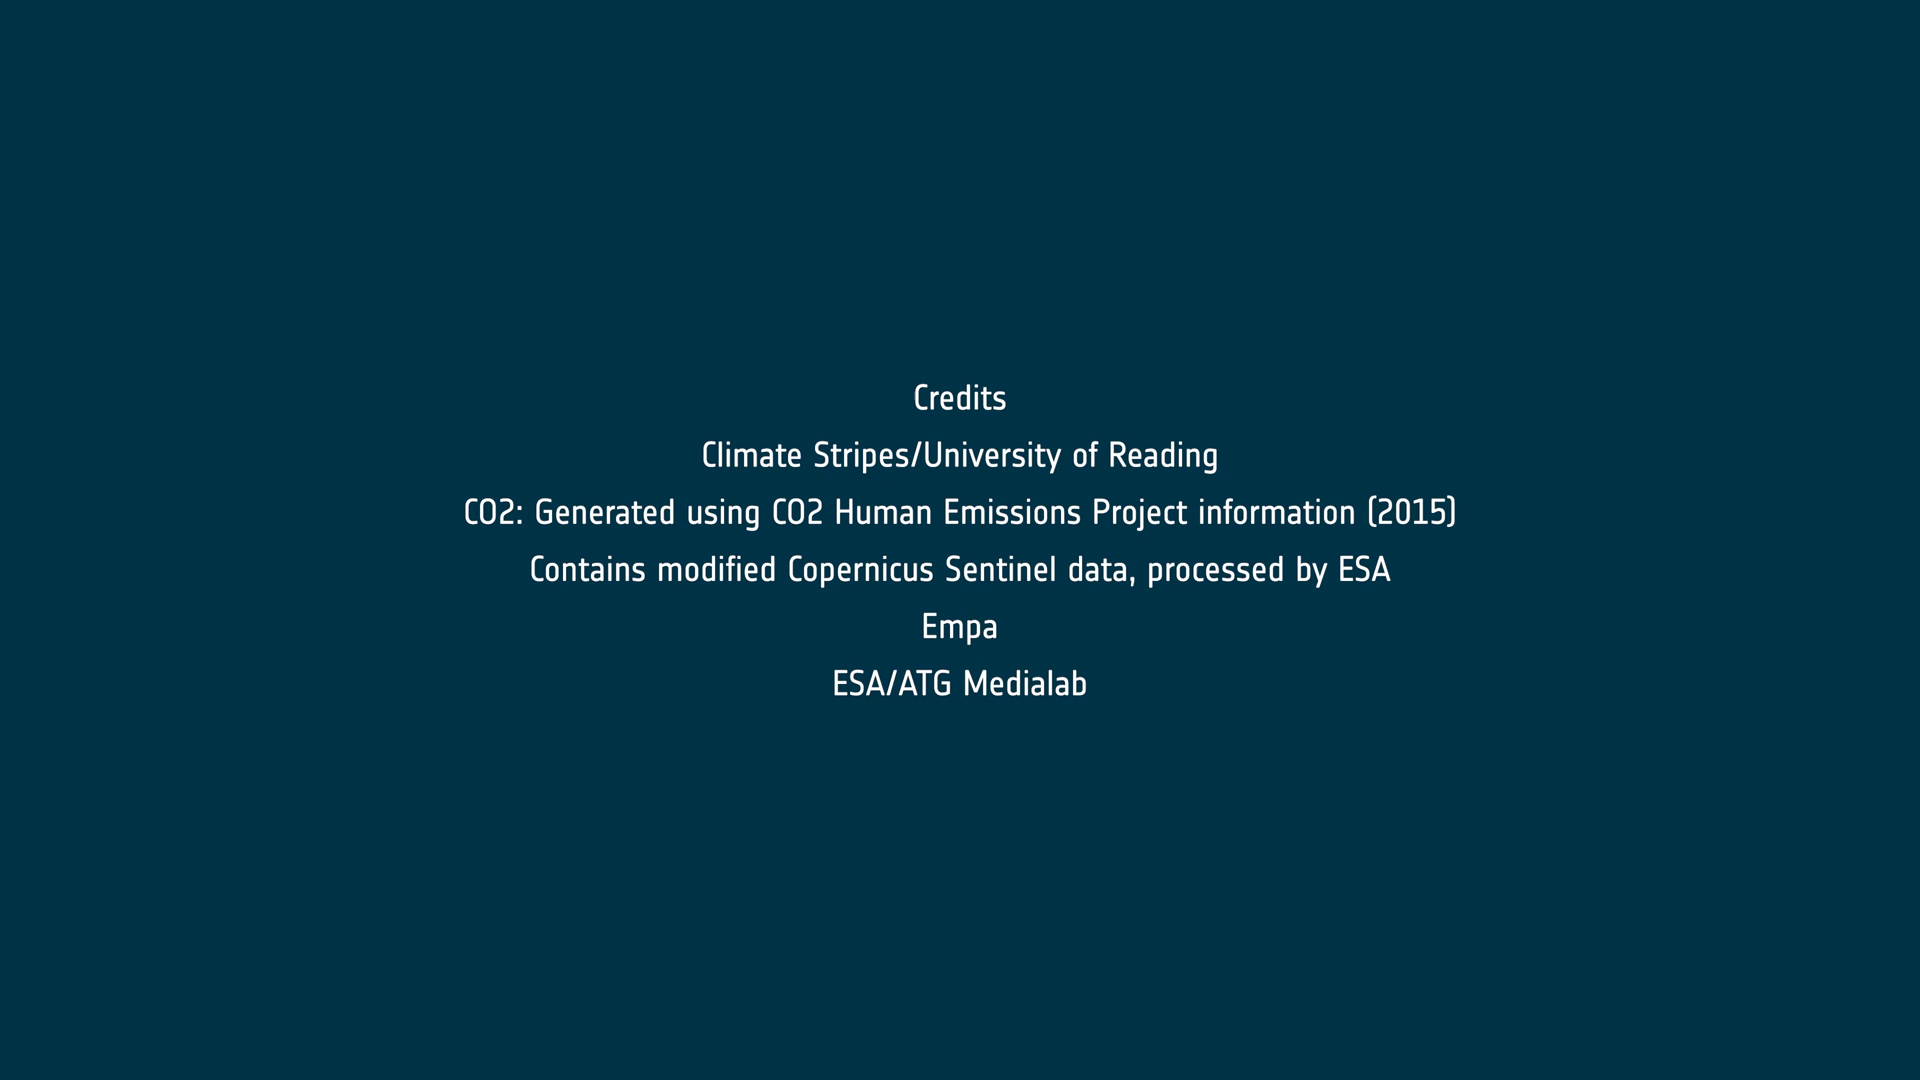 Credits
Climate Stripes/University of Reading
CO2: Generated using CO2 Human Emissions Project information (2015)
Contains modified Copernicus Sentinel data, processed by ESA
Empa
ESA/ATG Medialab